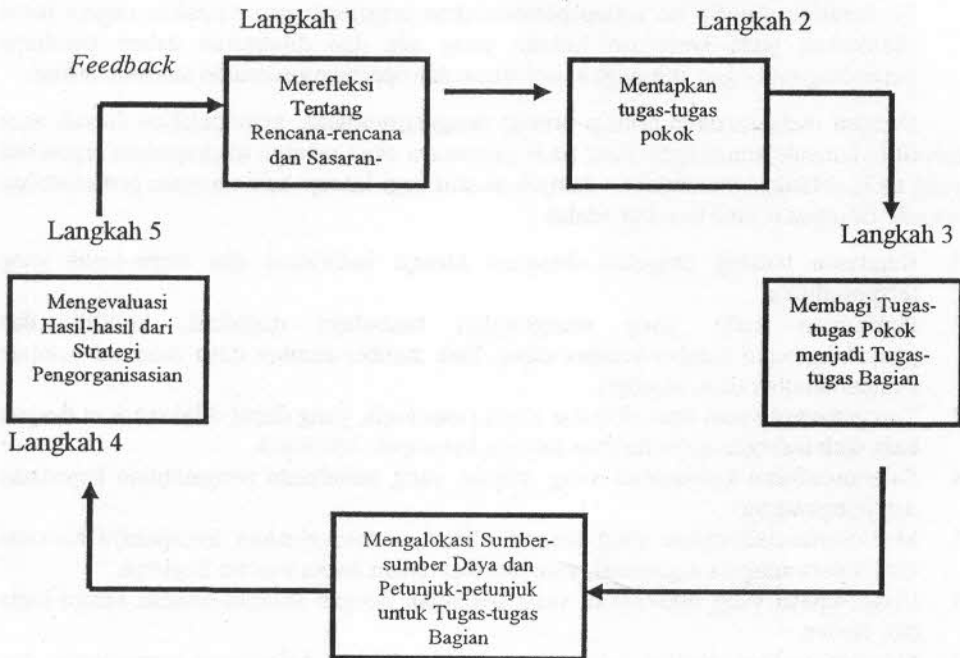 Langkah 1
Merefleksi
Tentang
Rencana-rencana
dan Sasaran-
Langkah 2
Mentapkan
tugas-tugas
pokok
Langkah 3
Membagi Tugas-
tugas Pokok
menjadi Tugas-
tugas Bagian
Mengalokasi Sumber-
sumber Daya dan
Petunjuk-petunjuk
untuk Tugas-tugas
Bagian
Langkah 4
Langkah 5
Mengevaluasi
Hasil-hasil dari
Strategi
Pengorganisasian
Feedback